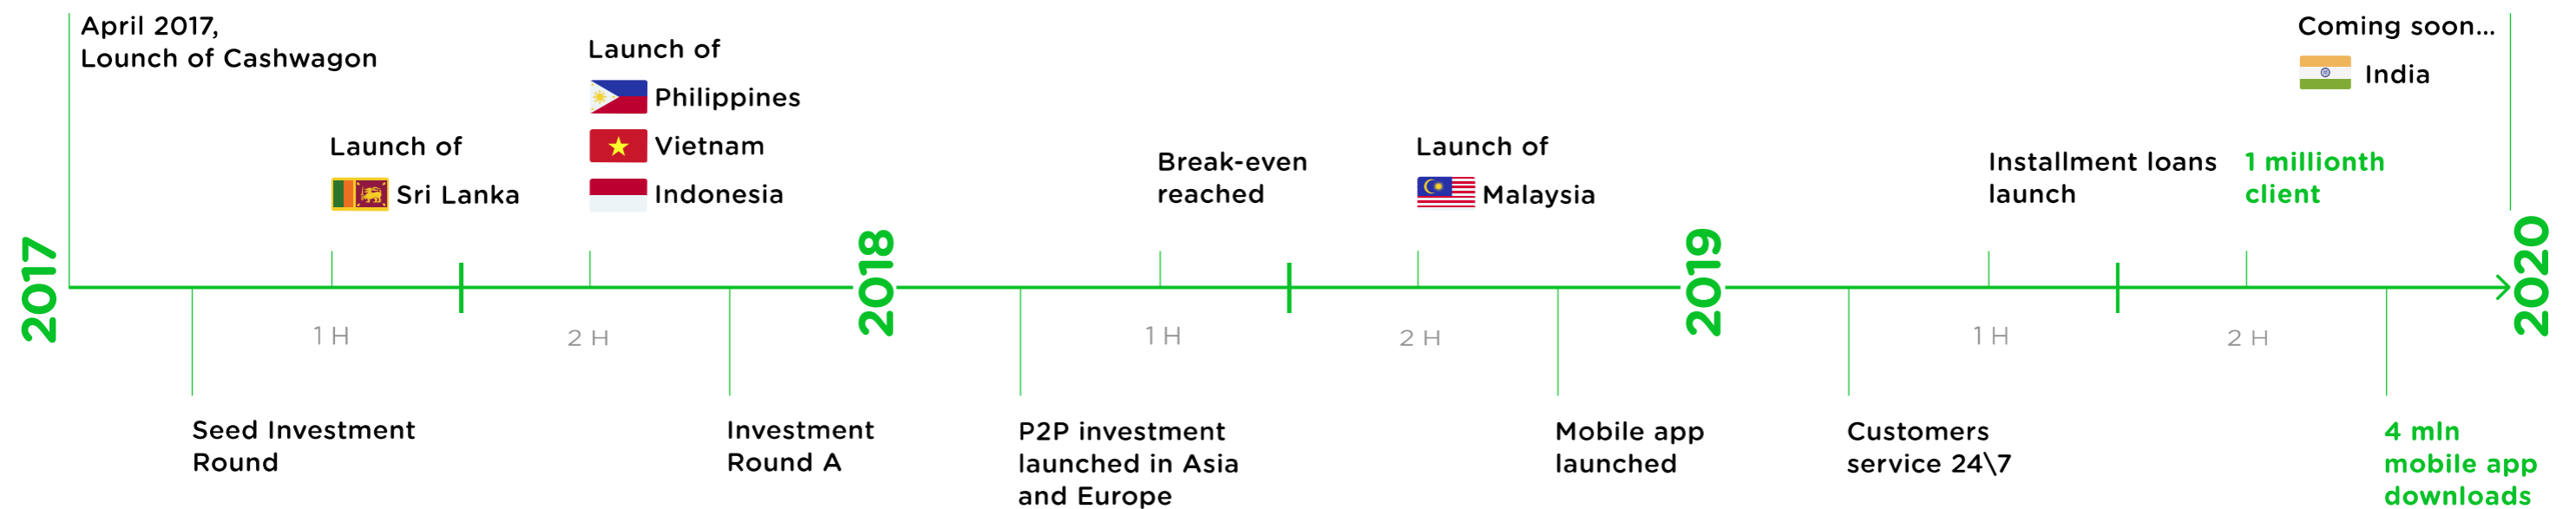 April 2017,
Lounch of Cashwagon
Launch of
Sri Lanka
Launch of
Philippines
Vietnam
Indonesia
Break-even
reached
Launch of
Malaysia
Installment loans
launch
1 millionth
client
Coming soon...
India
2017
1 H
2 H
2018
1 H
2 H
2019
1 H
2 H
2020
Seed Investment
Round
Investment
Round A
P2P investment
launched in Asia
and Europe
Mobile app
launched
Customers
service 24\7
4 mln
mobile app
downloads